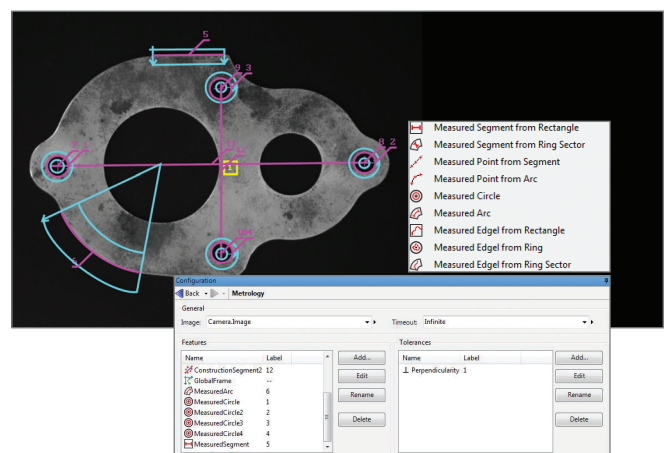 5
9 3
8 2
1
6
Measured Segment from Rectangle
Measured Segment from Ring Sector
Measured Point from Segment
Measured Point from Arc
Measured Circle
Measured Arc
Measured Edgel from Rectangle
Measured Edgel from Ring
Measured Edgel from Ring Sector
Configuration
Back Metrology
General
Image: Camera.Image Timeout: Infinite
Features Tolerances
Name Label Add... Name Label Add...
ConstructionSegment2 12 Perpendicularity 1
GlobalFrame -- Edit Edit
MeasuredArc 6
MeasuredCircle 1 Rename Rename
MeasuredCircle2 2
MeasuredCircle3 3 Delete Delete
MeasuredCircle4 4
MeasuredSegment 5